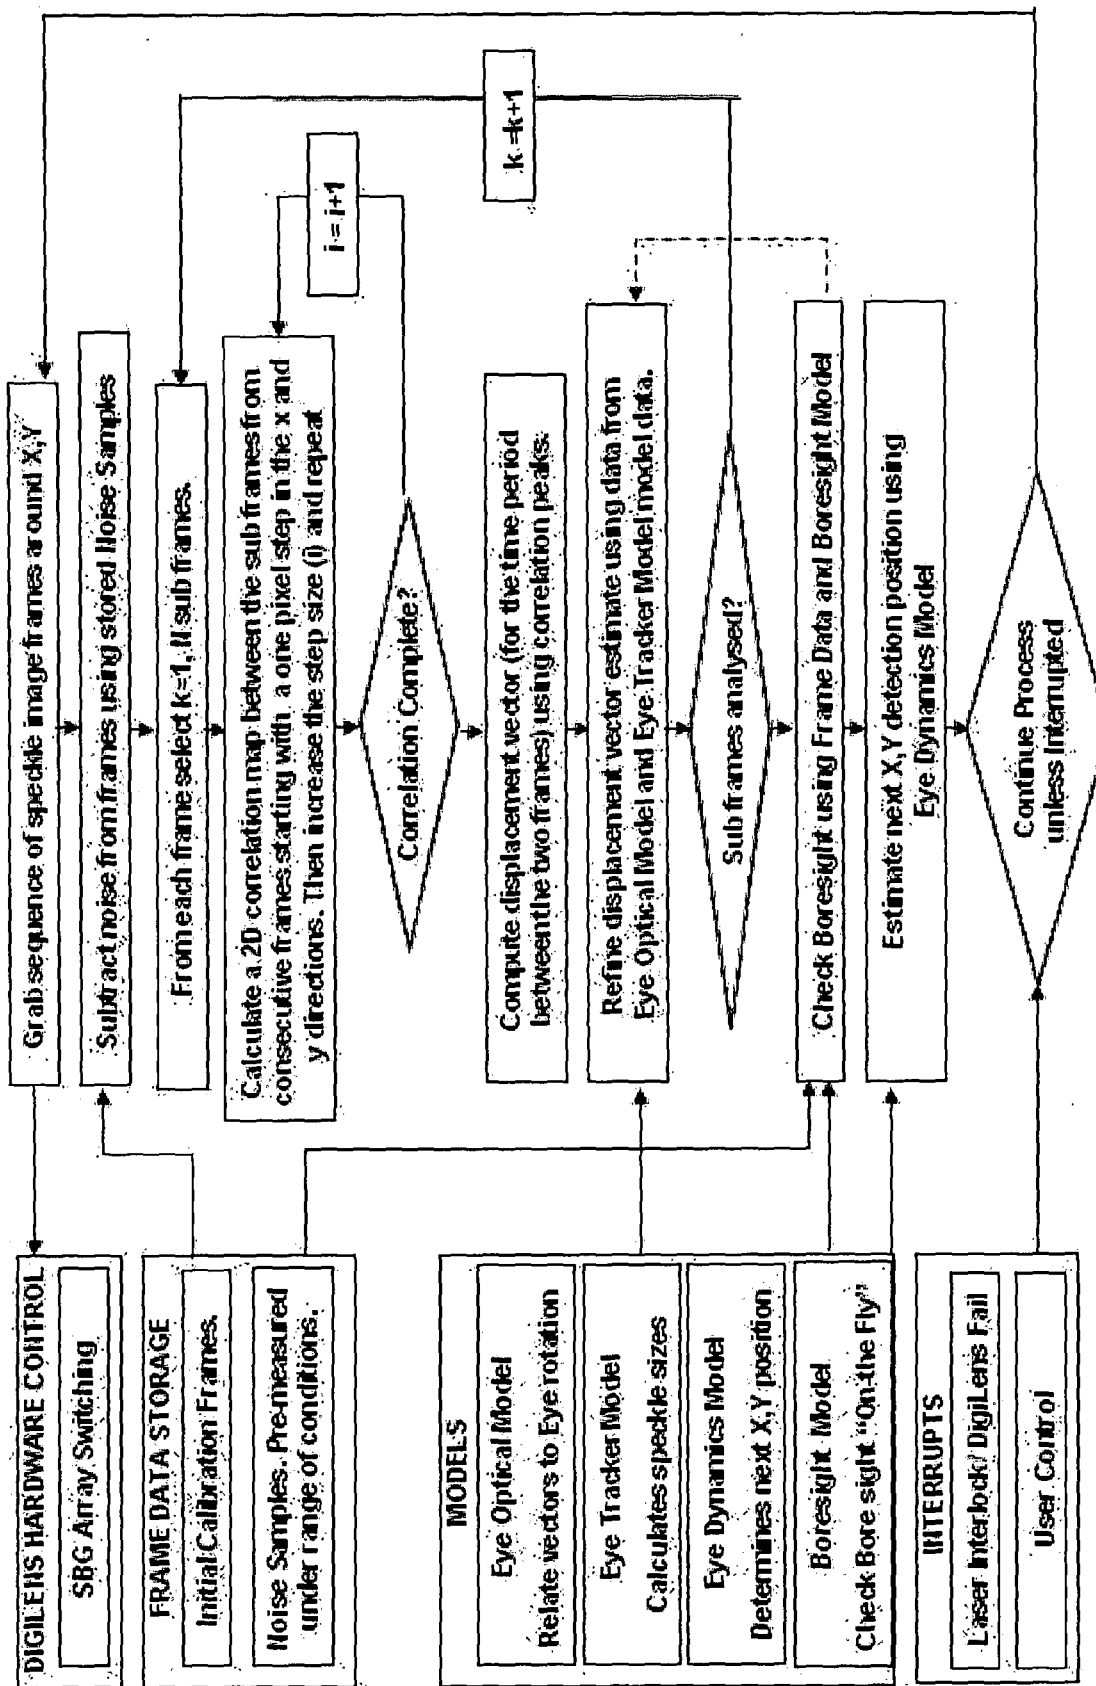 DIGILENS HARDWARE CONTROL
SBG Array Switching
FRAME DATA STORAGE
Initial Calibration Frames.
Noise Samples. Pre-measured
under range of conditions.
MODELS
Eye Optical Model
Relate vectors to Eye rotation
Eye Tracker Model
Calculates speckle sizes
Eye Dynamics Model
Determines next X,Y position
Boresight Model
Check Bore sight "On-the Fly"
INTERRUPTS
Laser Interlock/ DigiLens Fail
User Control
Grab sequence of speckle image frames around X,Y
Subtract noise from frames using stored Noise Samples
From each frame select k=1, N sub frames.
Calculate a 2D correlation map between the sub frames from
consecutive frames starting with a one pixel step in the x and
y directions. Then increase the step size (i) and repeat
i = i+1
Correlation Complete?
Compute displacement vector (for the time period
between the two frames) using correlation peaks.
Refine displacement vector estimate using data from
Eye Optical Model and Eye Tracker Model model data.
k =k+1
Sub frames analysed?
Check Boresight using Frame Data and Boresight Model
Estimate next X,Y detection position using
Eye Dynamics Model
Continue Process
unless Interrupted